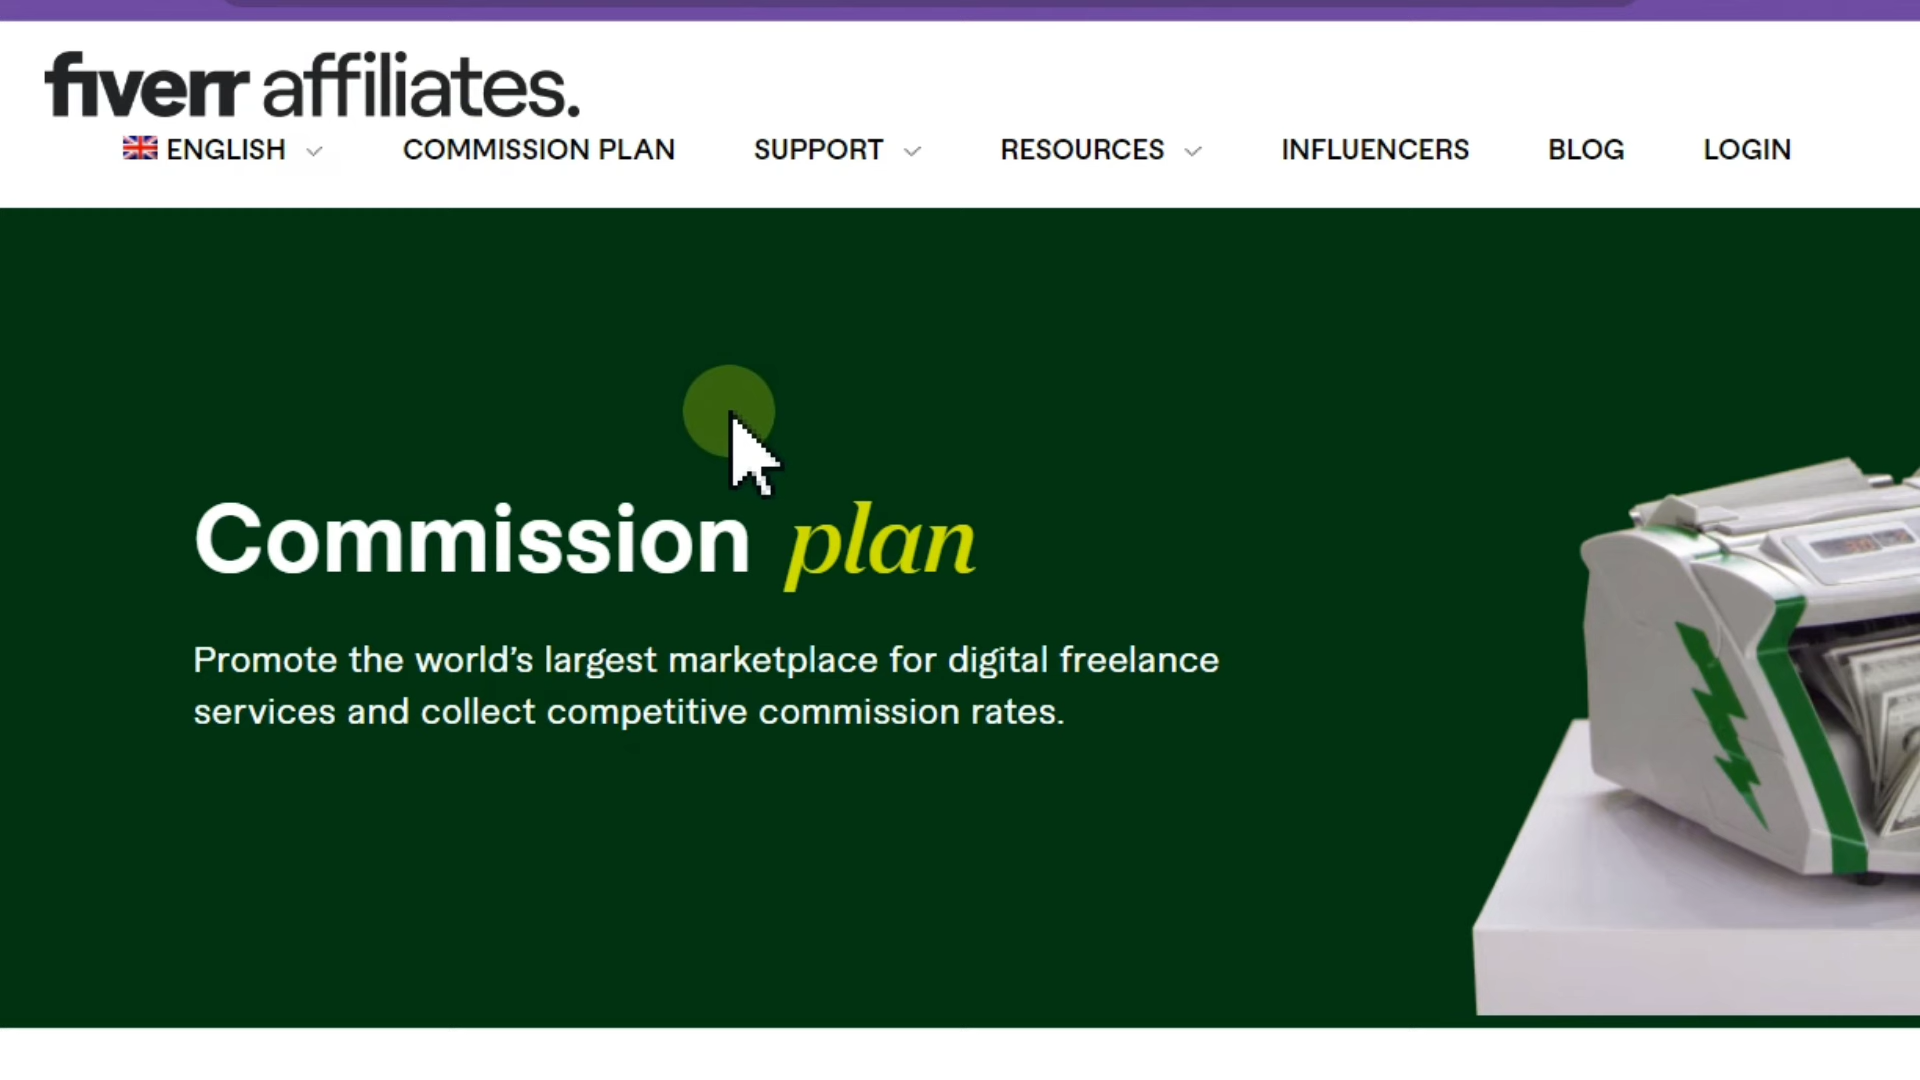 fiverr affiliates.
ENGLISH COMMISSION PLAN SUPPORT RESOURCES INFLUENCERS BLOG LOGIN
Commission plan
Promote the world’s largest marketplace for digital freelance
services and collect competitive commission rates.